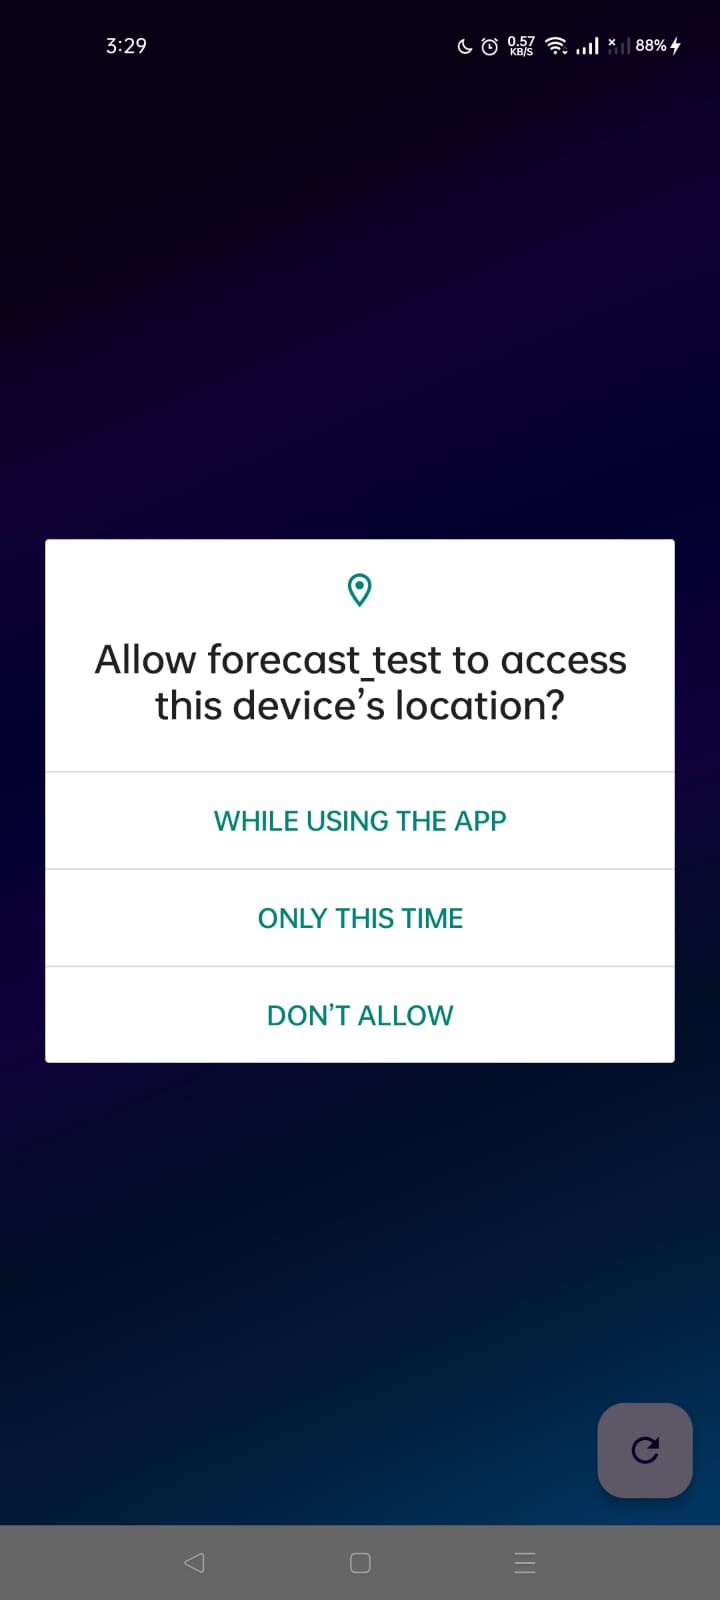 3:29
0.57
KB/S
88%
Allow forecast_test to access
this device’s location?
WHILE USING THE APP
ONLY THIS TIME
DON’T ALLOW